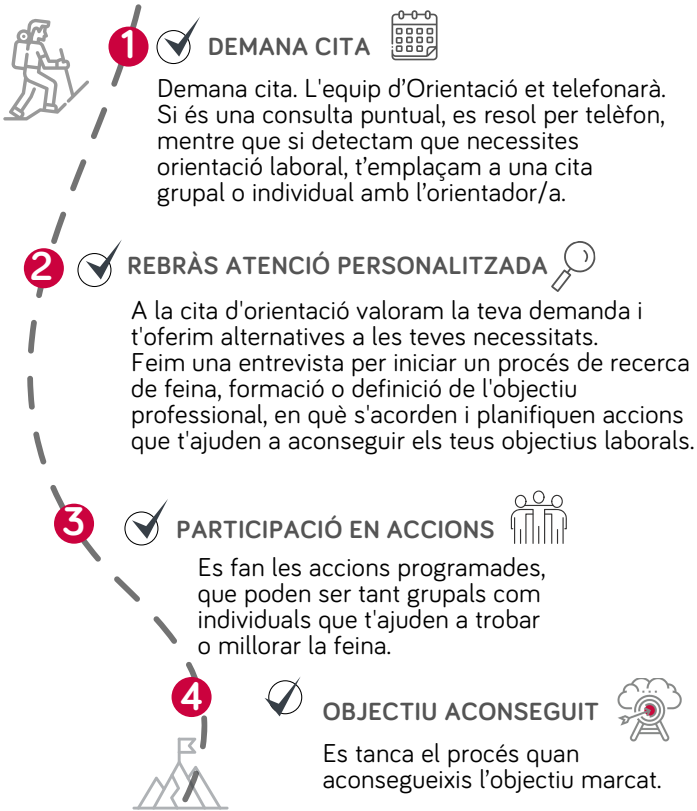 1 DEMANA CITA
Demana cita. L'equip d’Orientació et telefonarà.
Si és una consulta puntual, es resol per telèfon,
mentre que si detectam que necessites
orientació laboral, t’emplaçam a una cita
grupal o individual amb l’orientador/a.
2 REBRÀS ATENCIÓ PERSONALITZADA
A la cita d'orientació valoram la teva demanda i
t'oferim alternatives a les teves necessitats.
Feim una entrevista per iniciar un procés de recerca
de feina, formació o definició de l'objectiu
professional, en què s'acorden i planifiquen accions
que t'ajuden a aconseguir els teus objectius laborals.
3 PARTICIPACIÓ EN ACCIONS
Es fan les accions programades,
que poden ser tant grupals com
individuals que t'ajuden a trobar
o millorar la feina.
4 OBJECTIU ACONSEGUIT
Es tanca el procés quan
aconsegueixis l’objectiu marcat.